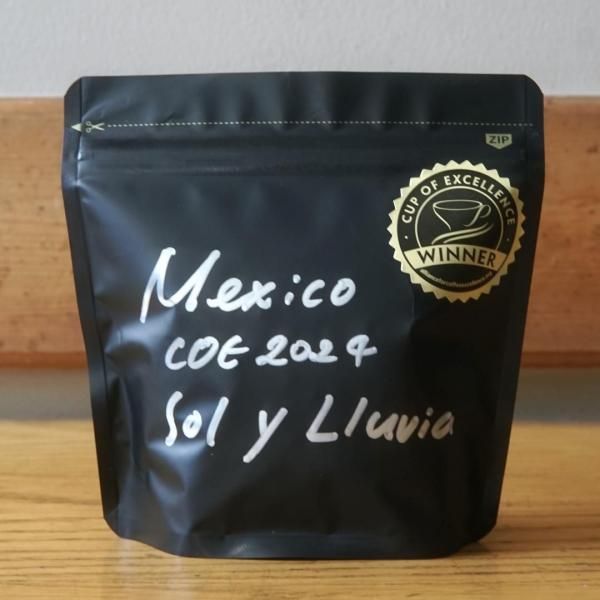 ZIP
CUP OF EXCELLENCE
WINNER
Mexico
COE 2024
Sol y Lluvia